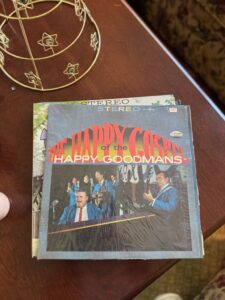 STEREO
STEREO
THE HAPPY GOSPEL
of the
HAPPY GOODMANS